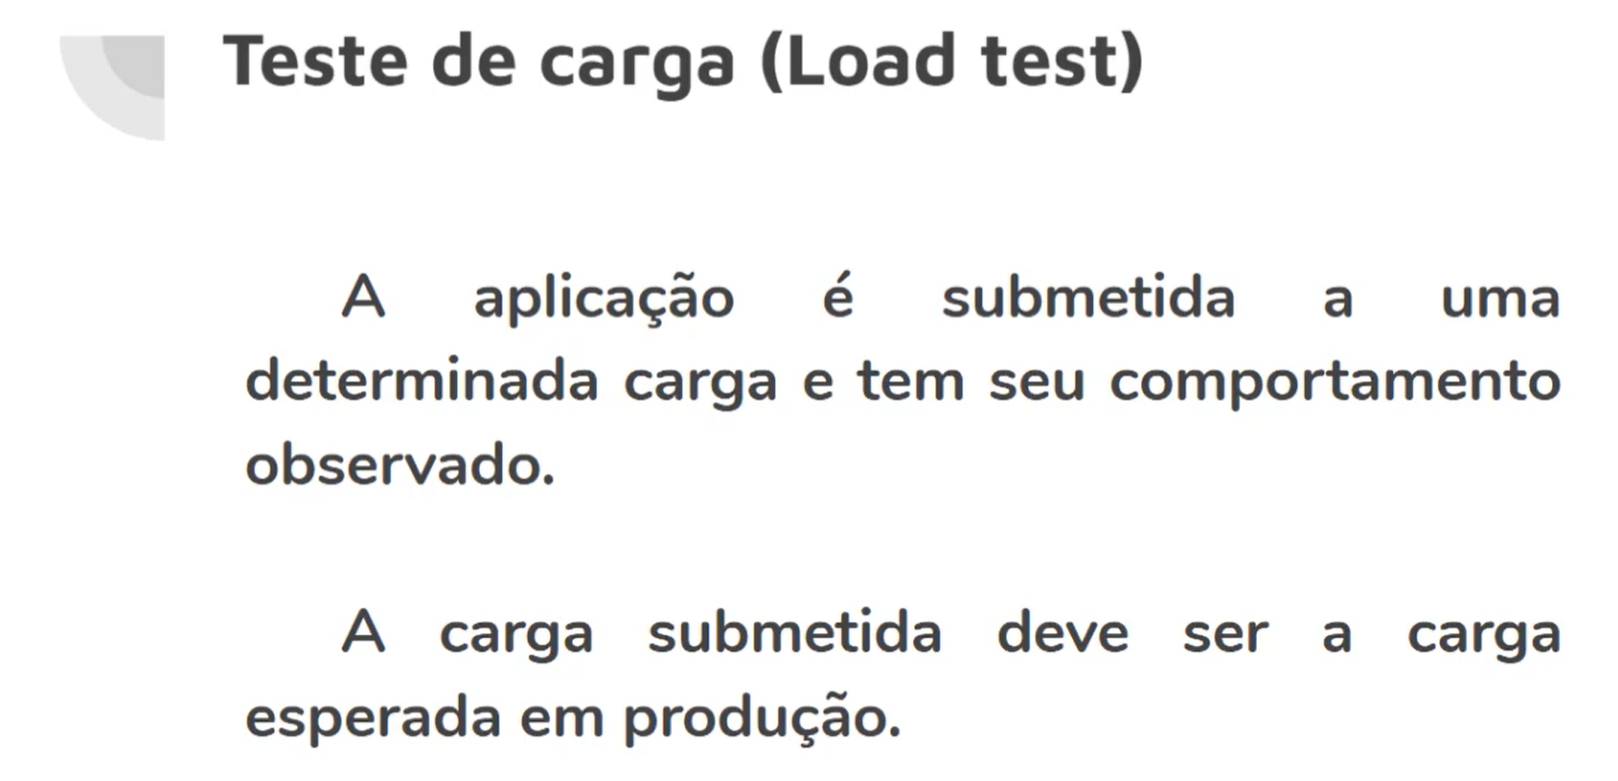 Teste de carga (Load test)
A aplicação é submetida a uma
determinada carga e tem seu comportamento
observado.
A carga submetida deve ser a carga
esperada em produção.